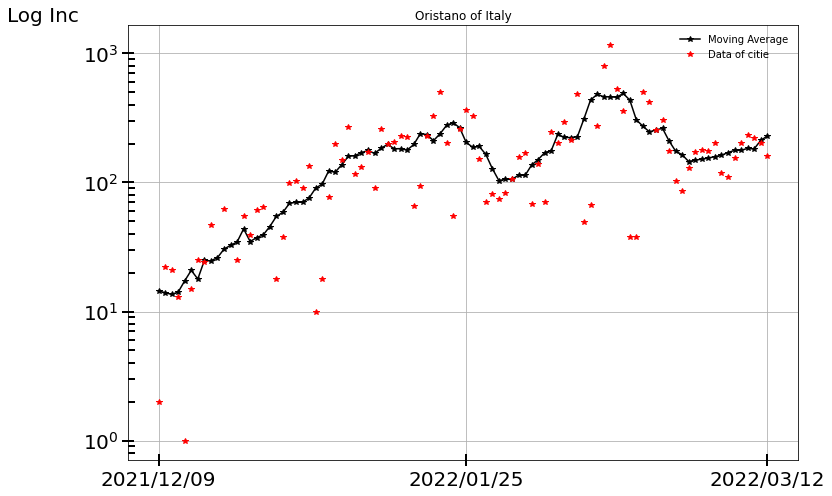 Log Inc
Oristano of Italy
Moving Average
Data of citie
10³
10²
10¹
10⁰
2021/12/09 2022/01/25 2022/03/12